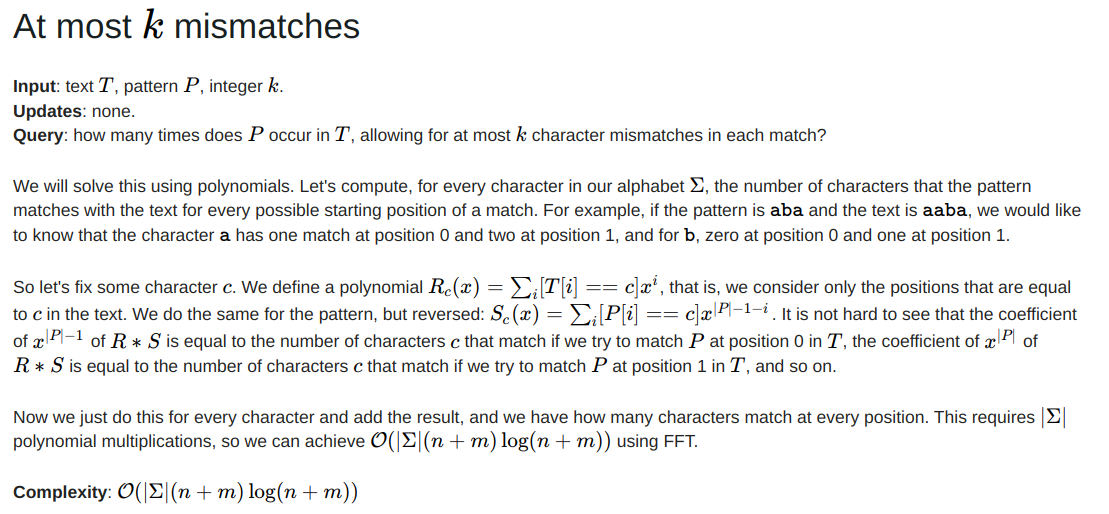 At most k mismatches
Input: text T, pattern P, integer k.
Updates: none.
Query: how many times does P occur in T, allowing for at most k character mismatches in each match?
We will solve this using polynomials. Let's compute, for every character in our alphabet Σ, the number of characters that the pattern
matches with the text for every possible starting position of a match. For example, if the pattern is aba and the text is aaba, we would like
to know that the character a has one match at position 0 and two at position 1, and for b, zero at position 0 and one at position 1.
So let's fix some character c. We define a polynomial R_c(x) = ∑_i[T[i] == c]x^i, that is, we consider only the positions that are equal
to c in the text. We do the same for the pattern, but reversed: S_c(x) = ∑_i[P[i] == c]x^{|P|−1−i}. It is not hard to see that the coefficient
of x^{|P|−1} of R ∗ S is equal to the number of characters c that match if we try to match P at position 0 in T, the coefficient of x^{|P|} of
R ∗ S is equal to the number of characters c that match if we try to match P at position 1 in T, and so on.
Now we just do this for every character and add the result, and we have how many characters match at every position. This requires |Σ|
polynomial multiplications, so we can achieve O(|Σ|(n + m) log(n + m)) using FFT.
Complexity: O(|Σ|(n + m) log(n + m))